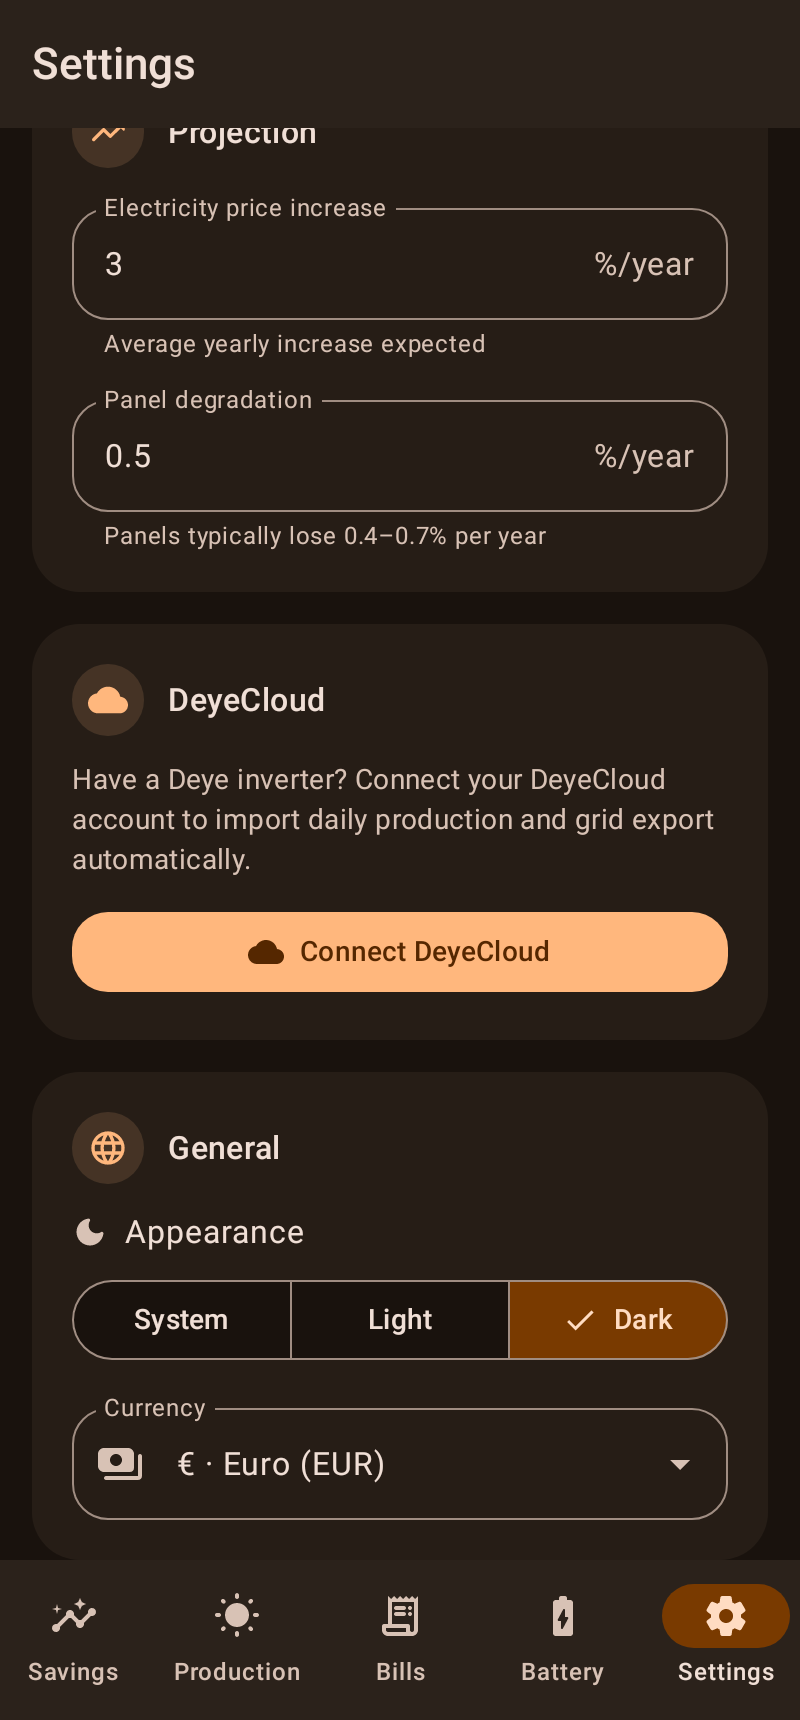 Settings
Projection
Electricity price increase
3 %/year
Average yearly increase expected
Panel degradation
0.5 %/year
Panels typically lose 0.4–0.7% per year
DeyeCloud
Have a Deye inverter? Connect your DeyeCloud
account to import daily production and grid export
automatically.
Connect DeyeCloud
General
Appearance
System Light Dark
Currency
€ · Euro (EUR)
Savings Production Bills Battery Settings